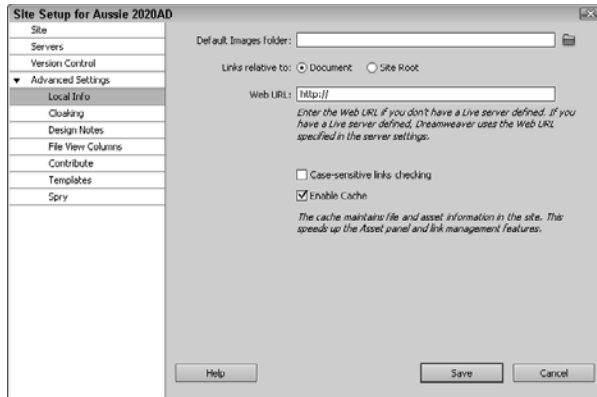 Site Setup for Aussie 2020AD
Site
Servers
Version Control
Advanced Settings
Local Info
Cloaking
Design Notes
File View Columns
Contribute
Templates
Spry
Default Images folder:
Links relative to: Document Site Root
Web URL: http://
Enter the Web URL if you don't have a Live server defined. If you
have a Live server defined, Dreamweaver uses the Web URL
specified in the server settings.
Case-sensitive links checking
Enable Cache
The cache maintains file and asset information in the site. This
speeds up the Asset panel and link management features.
Help Save Cancel